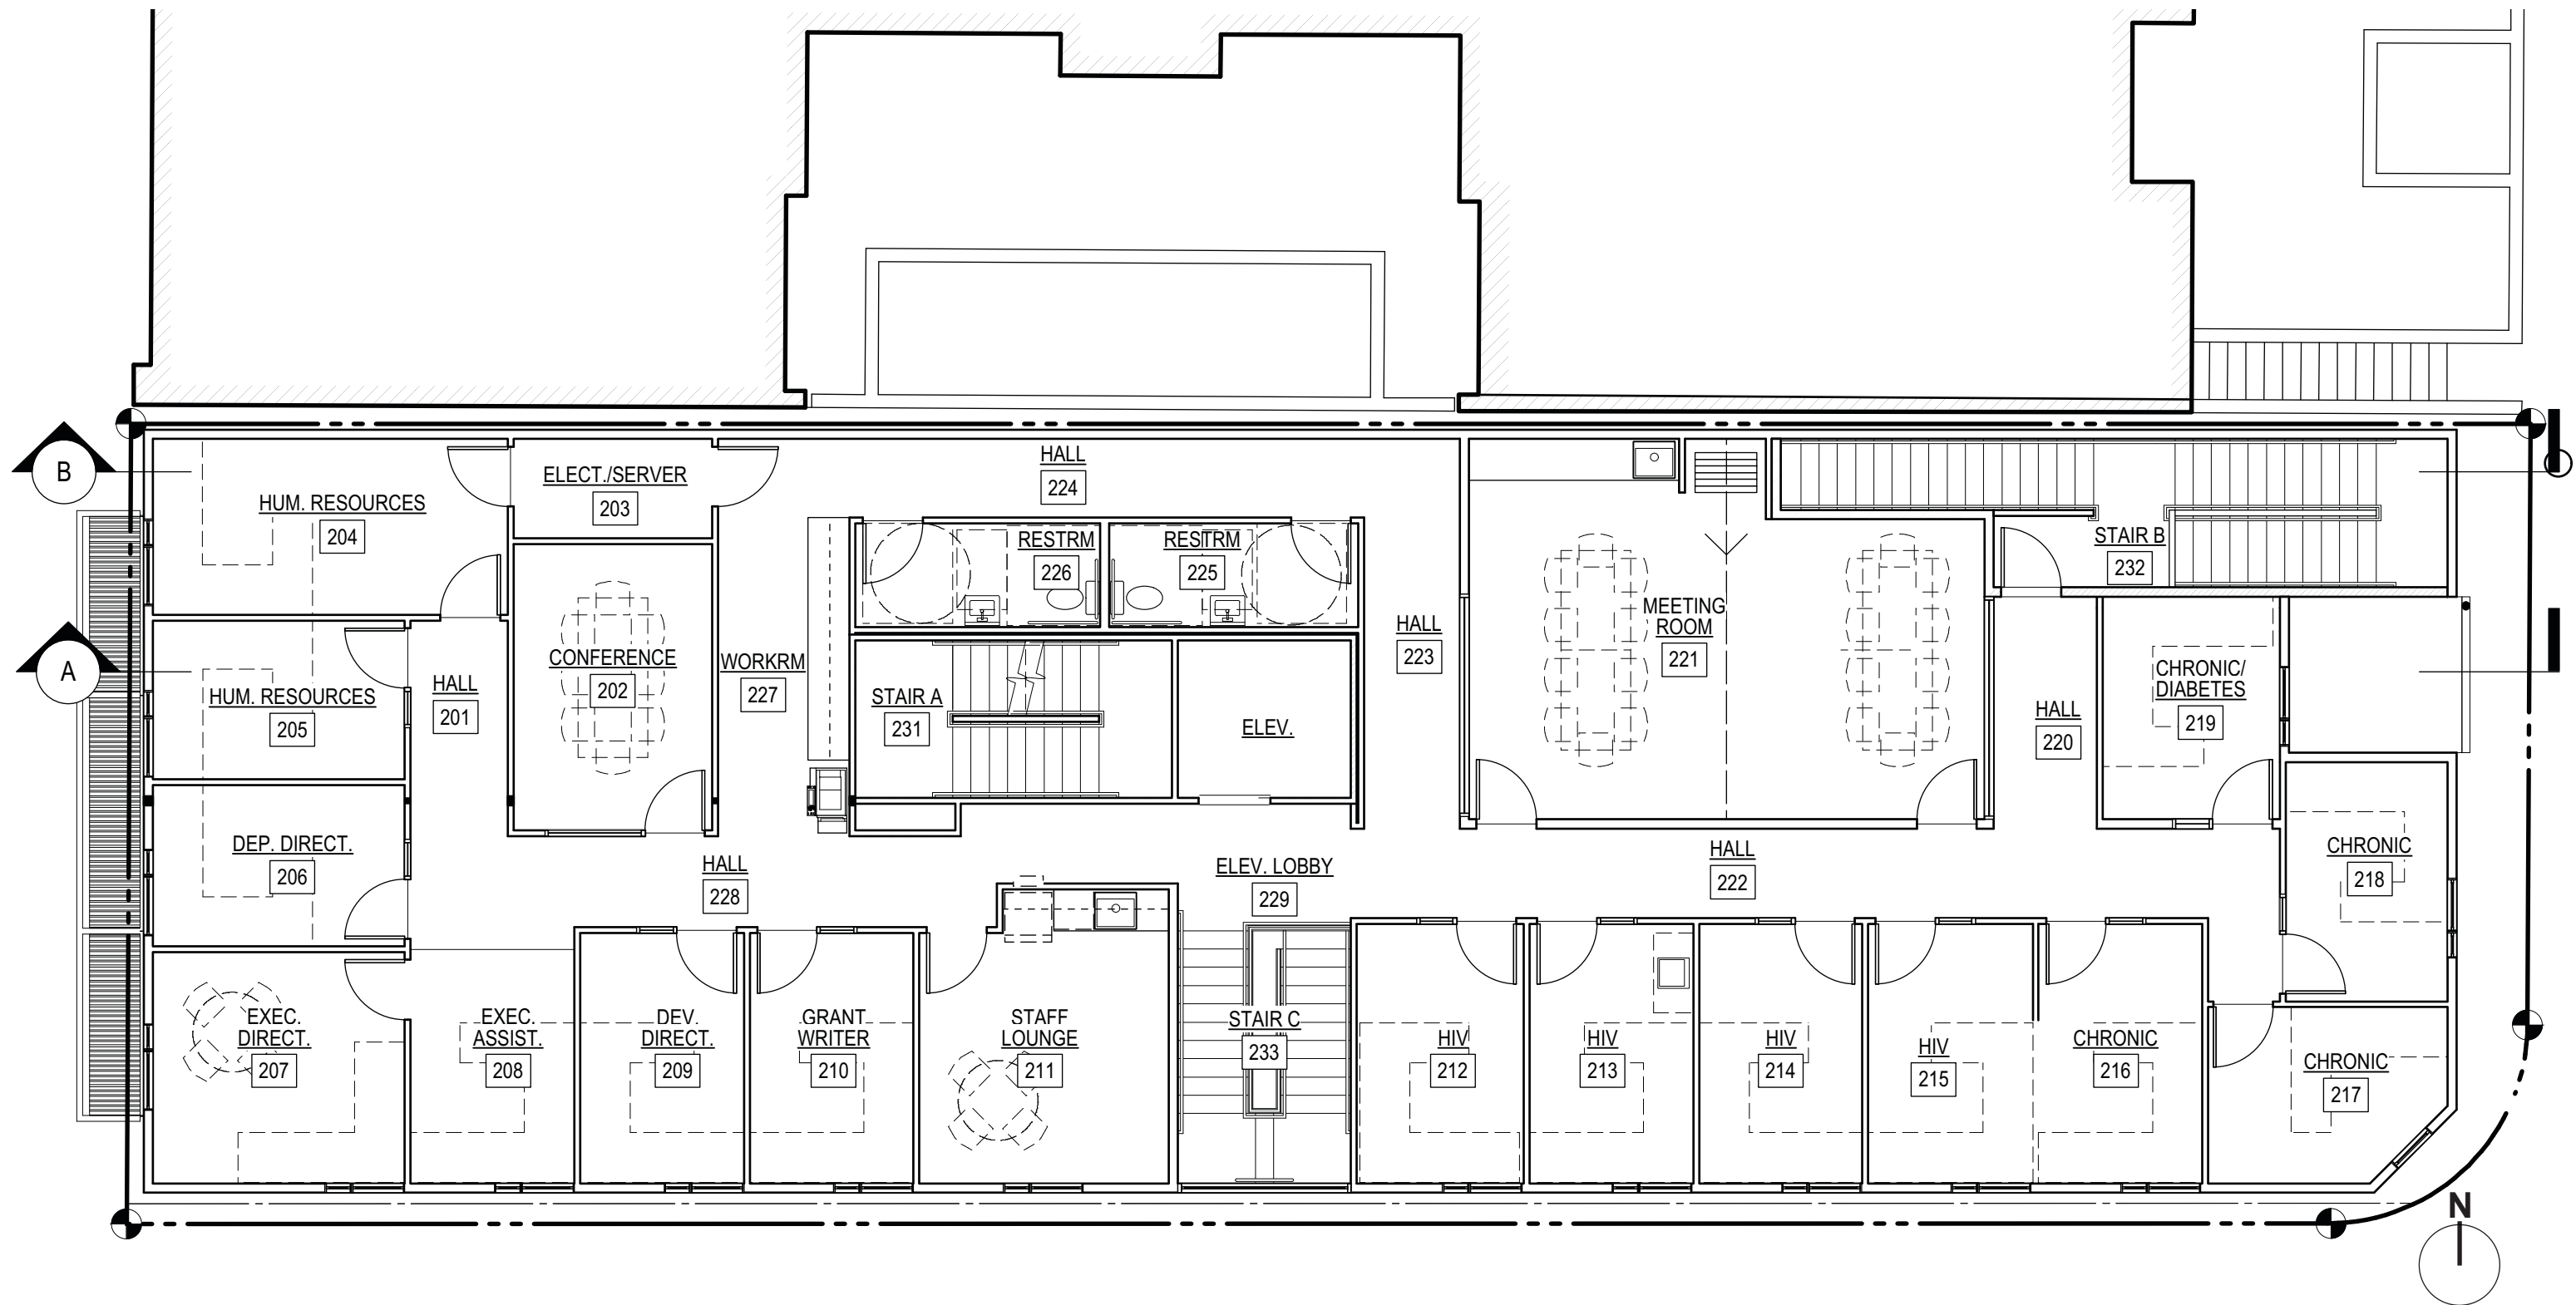 B
A
HUM. RESOURCES
204
ELECT./SERVER
203
HALL
224
HUM. RESOURCES
205
HALL
201
CONFERENCE
202
WORKRM
227
RESTRM
226
RESTRM
225
STAIR A
231
ELEV.
HALL
223
MEETING
ROOM
221
STAIR B
232
HALL
220
CHRONIC/
DIABETES
219
DEP. DIRECT.
206
HALL
228
ELEV. LOBBY
229
HALL
222
CHRONIC
218
EXEC.
DIRECT.
207
EXEC.
ASSIST.
208
DEV.
DIRECT.
209
GRANT
WRITER
210
STAFF
LOUNGE
211
STAIR C
233
HIV
212
HIV
213
HIV
214
HIV
215
CHRONIC
216
CHRONIC
217
N